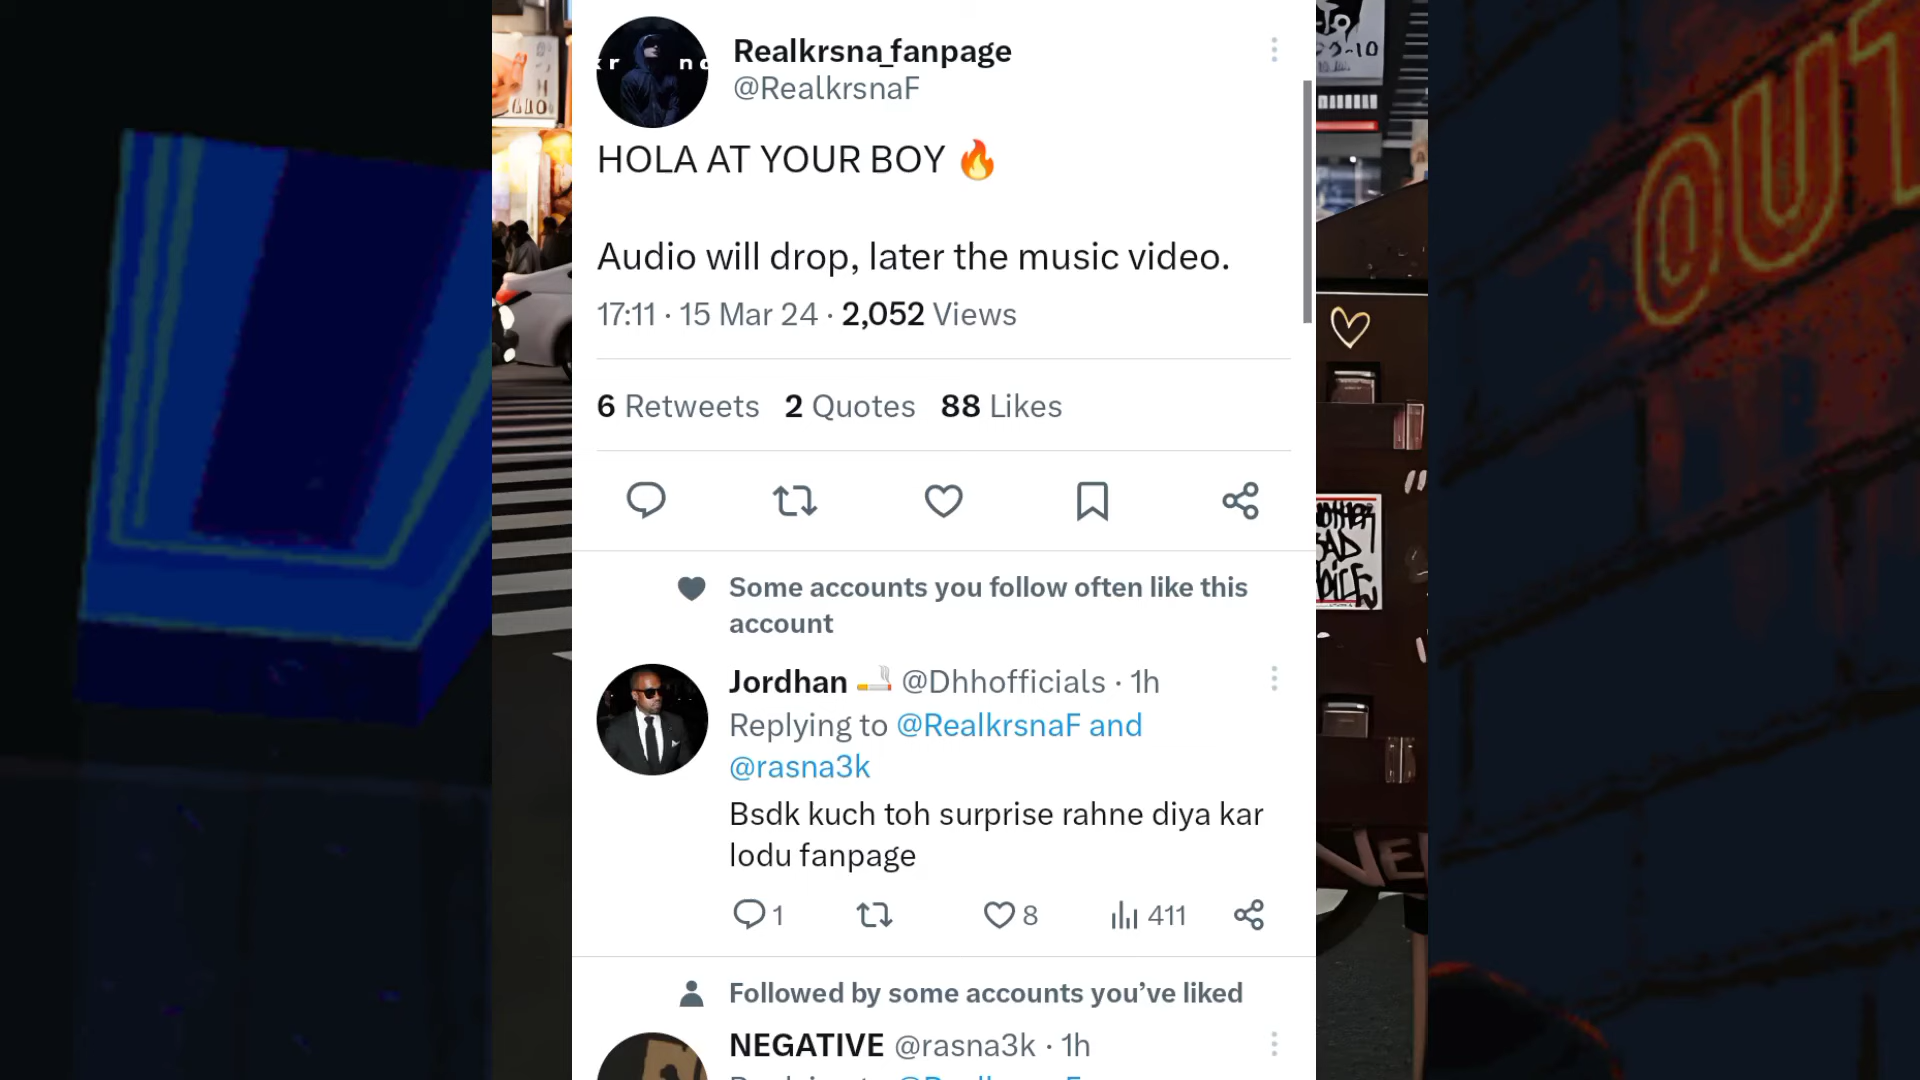 kr na
Realkrsna_fanpage
@RealkrsnaF
HOLA AT YOUR BOY 🔥
Audio will drop, later the music video.
17:11 · 15 Mar 24 · 2,052 Views
6 Retweets 2 Quotes 88 Likes
Some accounts you follow often like this
account
Jordhan 🚬 @Dhhofficials · 1h
Replying to @RealkrsnaF and
@rasna3k
Bsdk kuch toh surprise rahne diya kar
lodu fanpage
1 8 411
Followed by some accounts you’ve liked
NEGATIVE @rasna3k · 1h
OUT